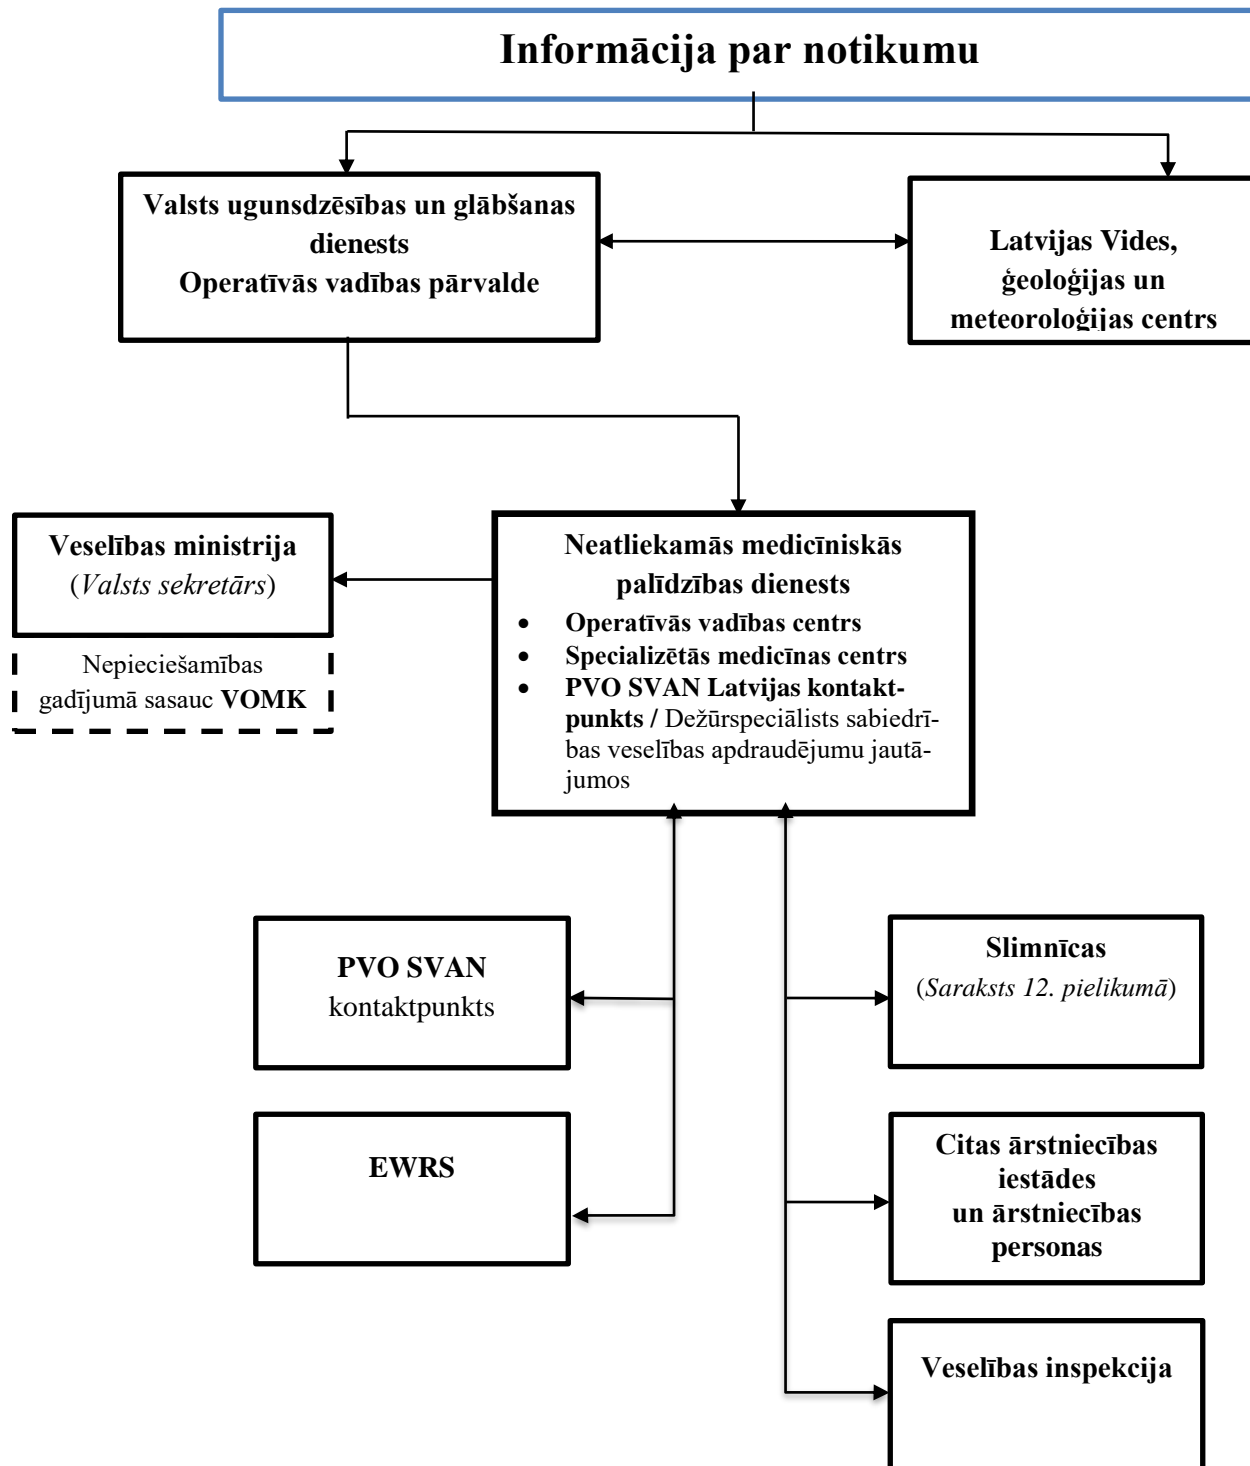 Informācija par notikumu
Valsts ugunsdzēsības un glābšanas
dienests
Operatīvās vadības pārvalde
Latvijas Vides,
ģeoloģijas un
meteoroloģijas centrs
Veselības ministrija
(Valsts sekretārs)
Nepieciešamības
gadījumā sasauc VOMK
Neatliekamās medicīniskās
palīdzības dienests
• Operatīvās vadības centrs
• Specializētās medicīnas centrs
• PVO SVAN Latvijas kontakt-
punkts / Dežūrspeciālists sabiedrī-
bas veselības apdraudējumu jautā-
jumos
PVO SVAN
kontaktpunkts
EWRS
Slimnīcas
(Saraksts 12. pielikumā)
Citas ārstniecības
iestādes
un ārstniecības
personas
Veselības inspekcija